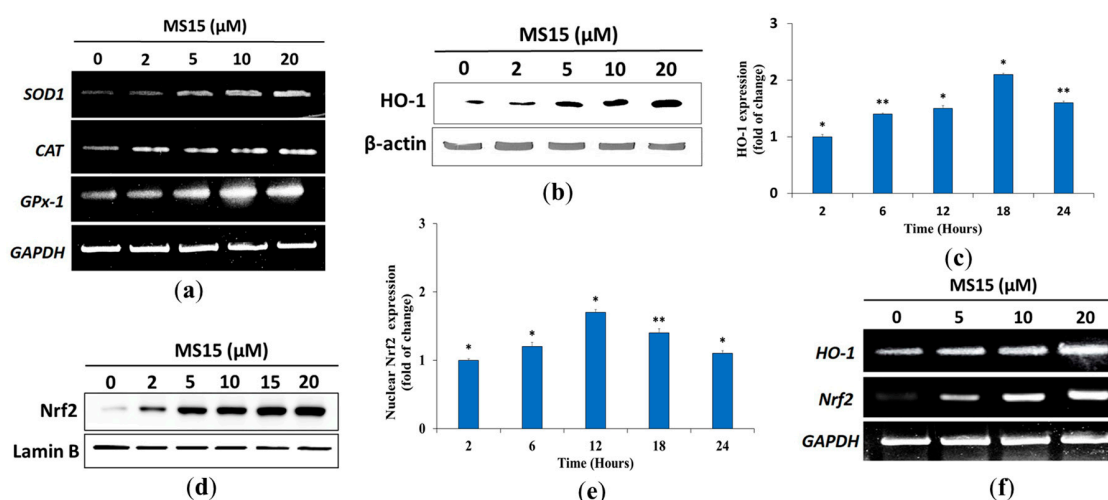 MS15 (µM)
0 2 5 10 20
SOD1
CAT
GPx-1
GAPDH
(a)
MS15 (µM)
0 2 5 10 20
HO-1
β-actin
(b)
HO-1 expression
(fold of change)
3
2
1
0
* ** * * **
2 6 12 18 24
Time (Hours)
(c)
MS15 (µM)
0 2 5 10 15 20
Nrf2
Lamin B
(d)
Nuclear Nrf2 expression
(fold of change)
3
2
1
0
* * * ** *
2 6 12 18 24
Time (Hours)
(e)
MS15 (µM)
0 5 10 20
HO-1
Nrf2
GAPDH
(f)